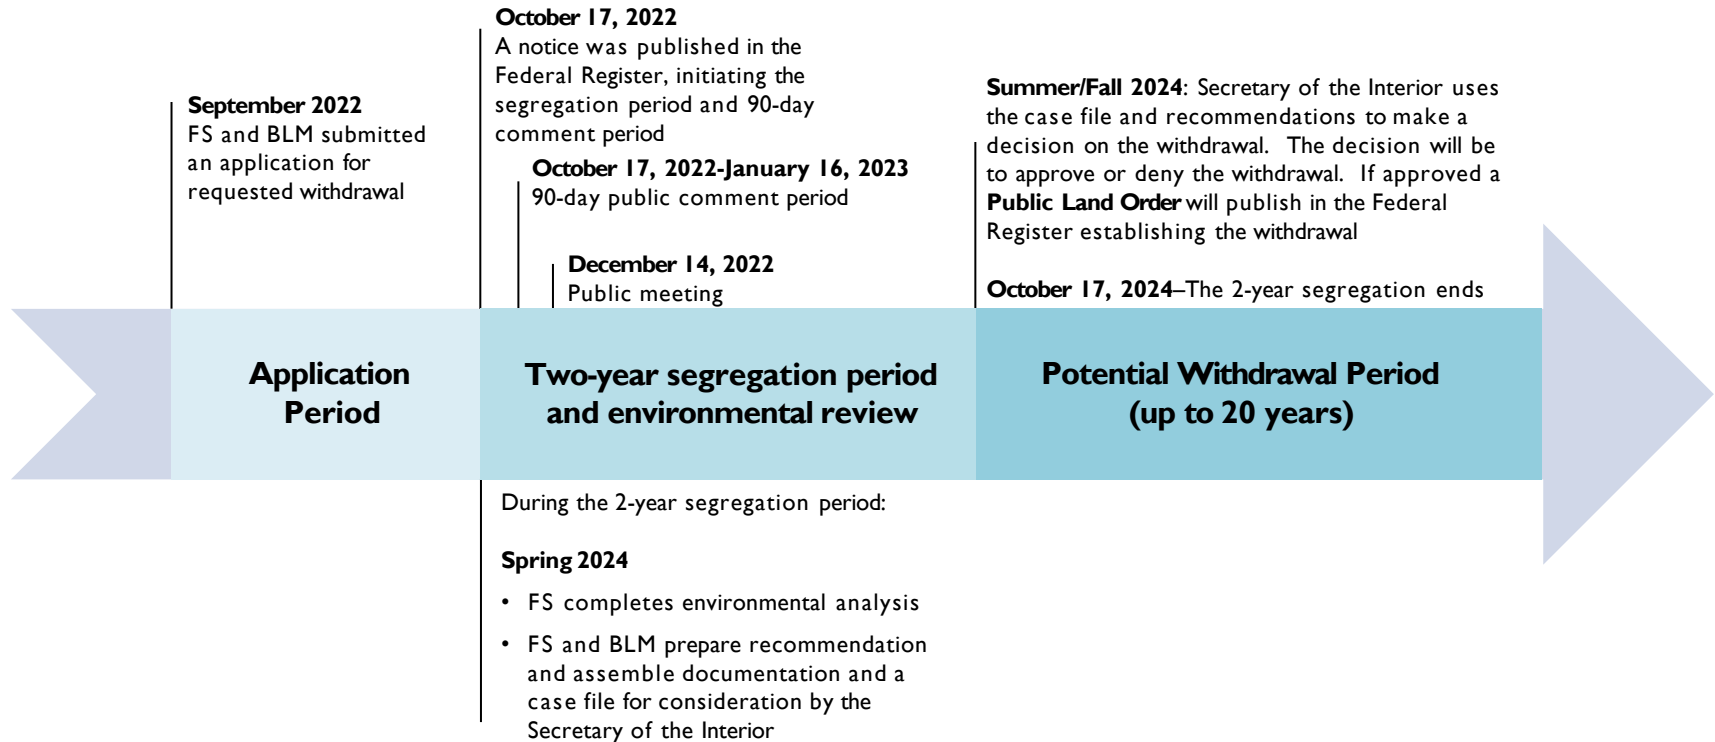 September 2022
FS and BLM submitted
an application for
requested withdrawal
October 17, 2022
A notice was published in the
Federal Register, initiating the
segregation period and 90-day
comment period
October 17, 2022-January 16, 2023
90-day public comment period
December 14, 2022
Public meeting
Summer/Fall 2024: Secretary of the Interior uses
the case file and recommendations to make a
decision on the withdrawal. The decision will be
to approve or deny the withdrawal. If approved a
Public Land Order will publish in the Federal
Register establishing the withdrawal
October 17, 2024–The 2-year segregation ends
Application
Period
Two-year segregation period
and environmental review
Potential Withdrawal Period
(up to 20 years)
During the 2-year segregation period:
Spring 2024
• FS completes environmental analysis
• FS and BLM prepare recommendation
and assemble documentation and a
case file for consideration by the
Secretary of the Interior